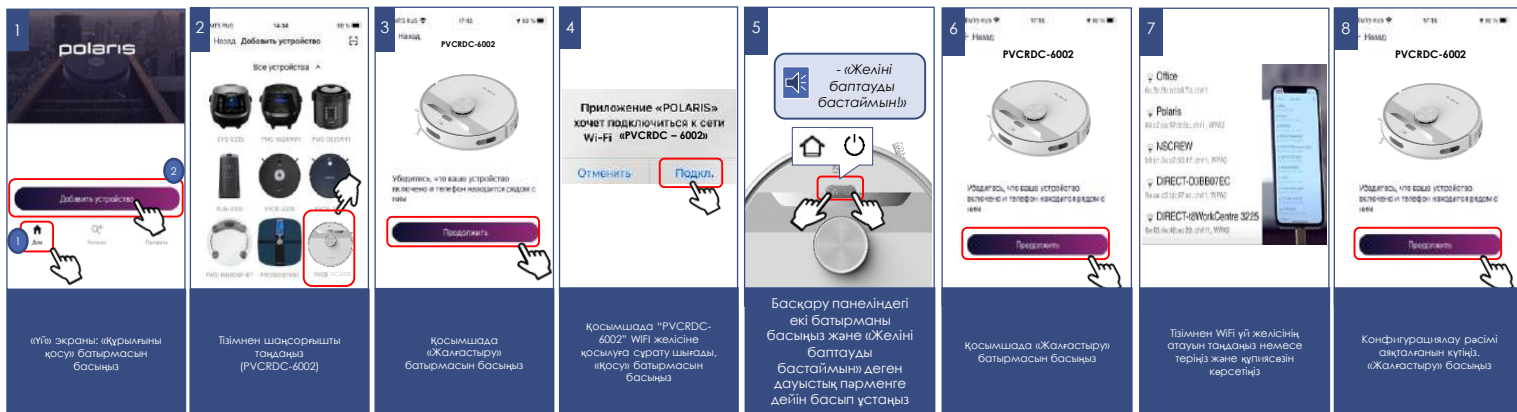 1
polaris
2
Добавить устройство
1
Дом
Профиль
«Үй» экраны: «Құрылғыны
қосу» батырмасын
басыңыз
2
14:34
Назад Добавить устройство
Все устройства
Тізімнен шаңсорғышты
таңдаңыз
(PVCRDC-6002)
3
Назад
PVCRDC-6002
Убедитесь, что ваше устройство
включено и телефон находится рядом с
ним
Продолжить
Қосымшада
«Жалғастыру»
батырмасын басыңыз
4
Приложение «POLARIS»
хочет подключиться к сети
Wi-Fi «PVCRDC – 6002»
Отменить Подкл.
Қосымшада “PVCRDC-
6002” WIFI желісіне
қосылуға сұрату шығады,
«Қосу» батырмасын
басыңыз
5
- «Желіні
баптауды
бастаймын!»
Басқару панеліндегі
екі батырманы
басыңыз және «Желіні
баптауды
бастаймын» деген
дауыстық пәрменге
дейін басып ұстаңыз
6
Назад
PVCRDC-6002
Убедитесь, что ваше устройство
включено и телефон находится рядом с
ним
Продолжить
Қосымшада «Жалғастыру»
батырмасын басыңыз
7
Office
Polaris
NSCREW
DIRECT-D3BB07EC
DIRECT-t8WorkCentre 3225
Тізімнен WiFi үй желісінің
атауын таңдаңыз немесе
теріңіз және құпиясөзін
көрсетіңіз
8
Назад
PVCRDC-6002
Убедитесь, что ваше устройство
включено и телефон находится рядом с
ним
Продолжить
Конфигурациялау рәсімі
аяқталғанын күтіңіз.
«Жалғастыру» басыңыз